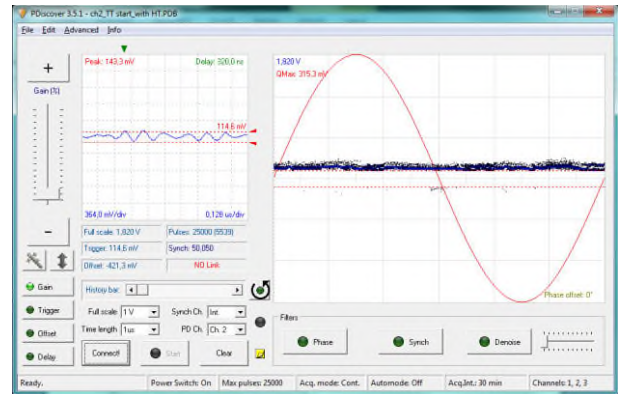 PDiscover 3.5.1 - ch2_TT start_with HT.PDB
File Edit Advanced Info
+
Gain [%]
-
Peak: 143,3 mV
Delay: 320,0 ns
114,6 mV
364,0 mV/div
0,128 us/div
1,820 V
QMax: 315,3 mV
Phase offset: 0°
Full scale: 1,820 V
Pulses: 25000 (5539)
Trigger: 114,6 mV
Synch: 50,050
Offset: -421,3 mV
NO Link
History bar:
Gain
Trigger
Offset
Delay
Full scale 1 V
Synch Ch. Int.
Time length 1us
PD Ch. Ch. 2
Connect!
Start
Clear
Filters
Phase
Synch
Denoise
Ready.
Power Switch: On
Max pulses: 25000
Acq. mode: Cont.
Automode: Off
Acq.Int.: 30 min
Channels: 1, 2, 3